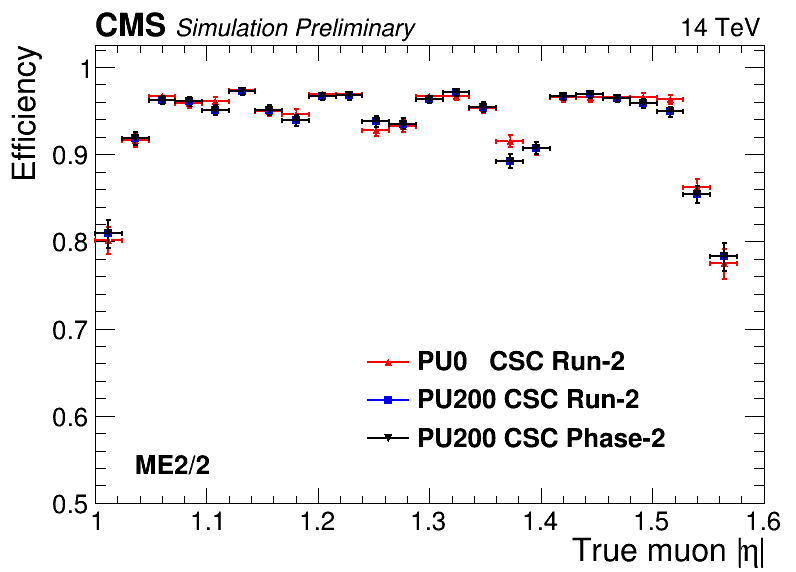 CMS Simulation Preliminary 14 TeV
Efficiency
1
0.9
0.8
0.7
0.6
0.5
PU0 CSC Run-2
PU200 CSC Run-2
PU200 CSC Phase-2
ME2/2
1 1.1 1.2 1.3 1.4 1.5 1.6
True muon |η|